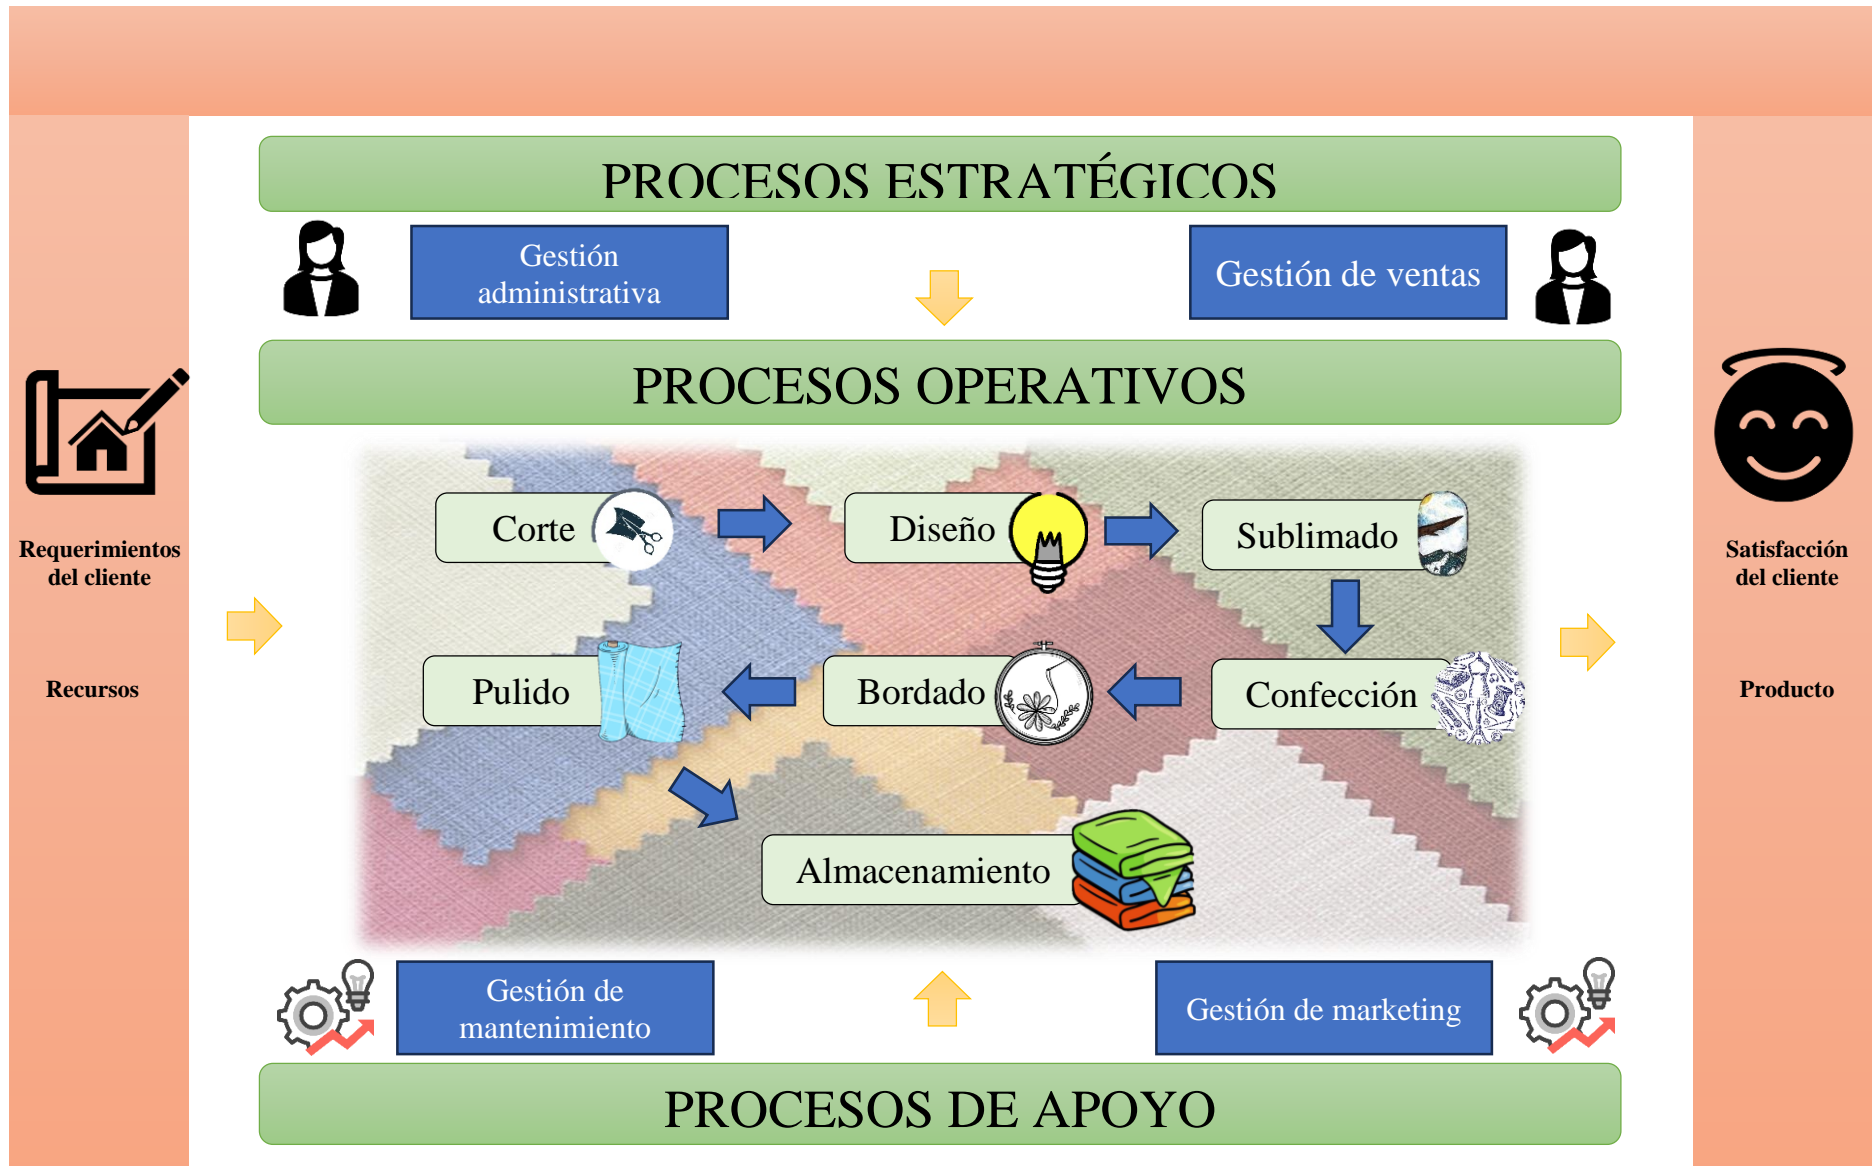 PROCESOS ESTRATÉGICOS
Gestión
administrativa
Gestión de ventas
PROCESOS OPERATIVOS
Requerimientos
del cliente
Recursos
Corte
Diseño
Sublimado
Pulido
Bordado
Confección
Almacenamiento
Satisfacción
del cliente
Producto
Gestión de
mantenimiento
Gestión de marketing
PROCESOS DE APOYO